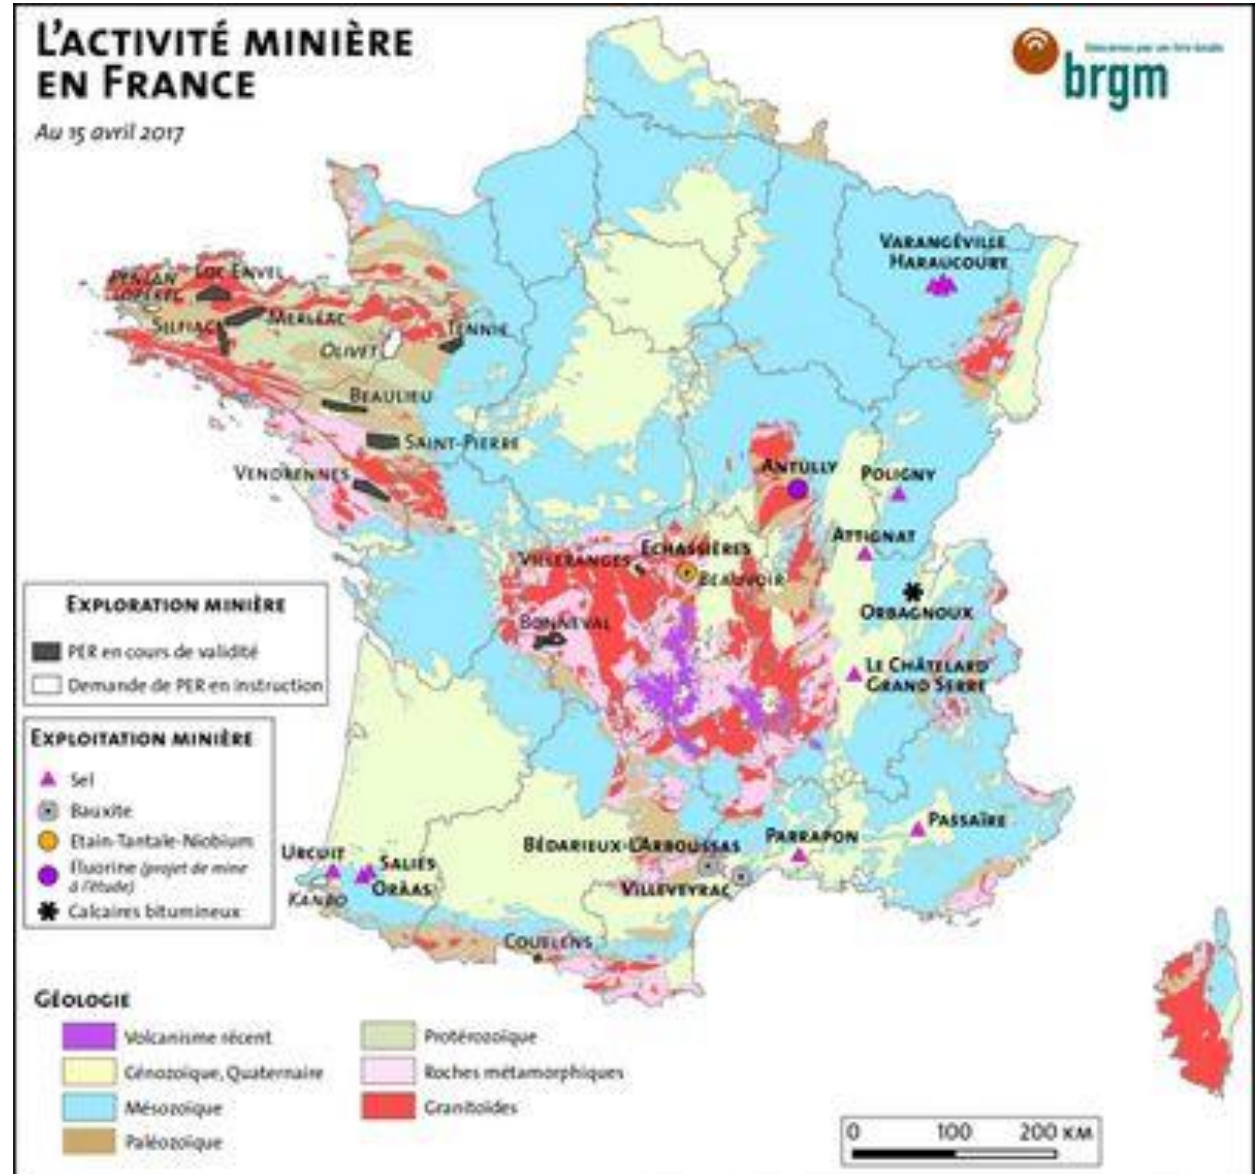 L'ACTIVITÉ MINIÈRE
EN FRANCE
Au 15 avril 2017
brgm
VARANGÉVILLE
HARAUCOURT
LOC ENVEL
MERLÉAC
SILFIAC
TENNIE
OLIVET
BEAULIEU
SAINT-PIERRE
VENDRENNES
ANTULLY
POLIGNY
ATTIGNAT
VILLERANGES
ECHASSIÈRES
BEAUVOIR
ORBAGNOUX
BONNEVAL
LE CHÂTELARD
GRAND SERRE
EXPLORATION MINIÈRE
PER en cours de validité
Demande de PER en instruction
EXPLOITATION MINIÈRE
Sel
Bauxite
Etain-Tantale-Niobium
Fluorine (projet de mine
à l'étude)
Calcaires bitumineux
PASSAÏRE
PARRAPON
BÉDARIEUX-L'ARBOUSSAS
VILLEVEYRAC
URCUIT
SALIES
ORÂAS
KANBO
COUFLENS
GÉOLOGIE
Volcanisme récent
Cénozoïque, Quaternaire
Mésozoïque
Paléozoïque
Protérozoïque
Roches métamorphiques
Granitoïdes
0 100 200 KM